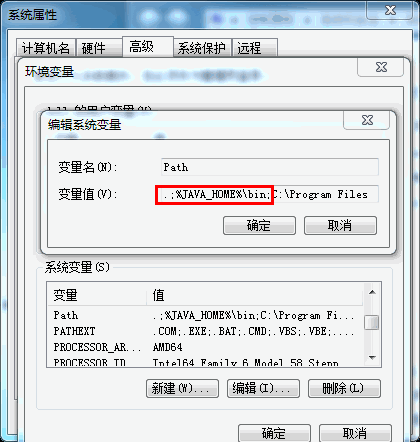 系统属性
计算机名 硬件 高级 系统保护 远程
环境变量
编辑系统变量
变量名(N): Path
变量值(V): .;%JAVA_HOME%\bin;C:\Program Files
确定 取消
系统变量(S)
变量 值
Path .;%JAVA_HOME%\bin;C:\Program Fi...
PATHEXT .COM;.EXE;.BAT;.CMD;.VBS;.VBE;....
PROCESSOR_AR... AMD64
PROCESSOR_ID Intel64 Family 6 Model 58 Stepp
新建(W)... 编辑(I)... 删除(L)
确定 取消